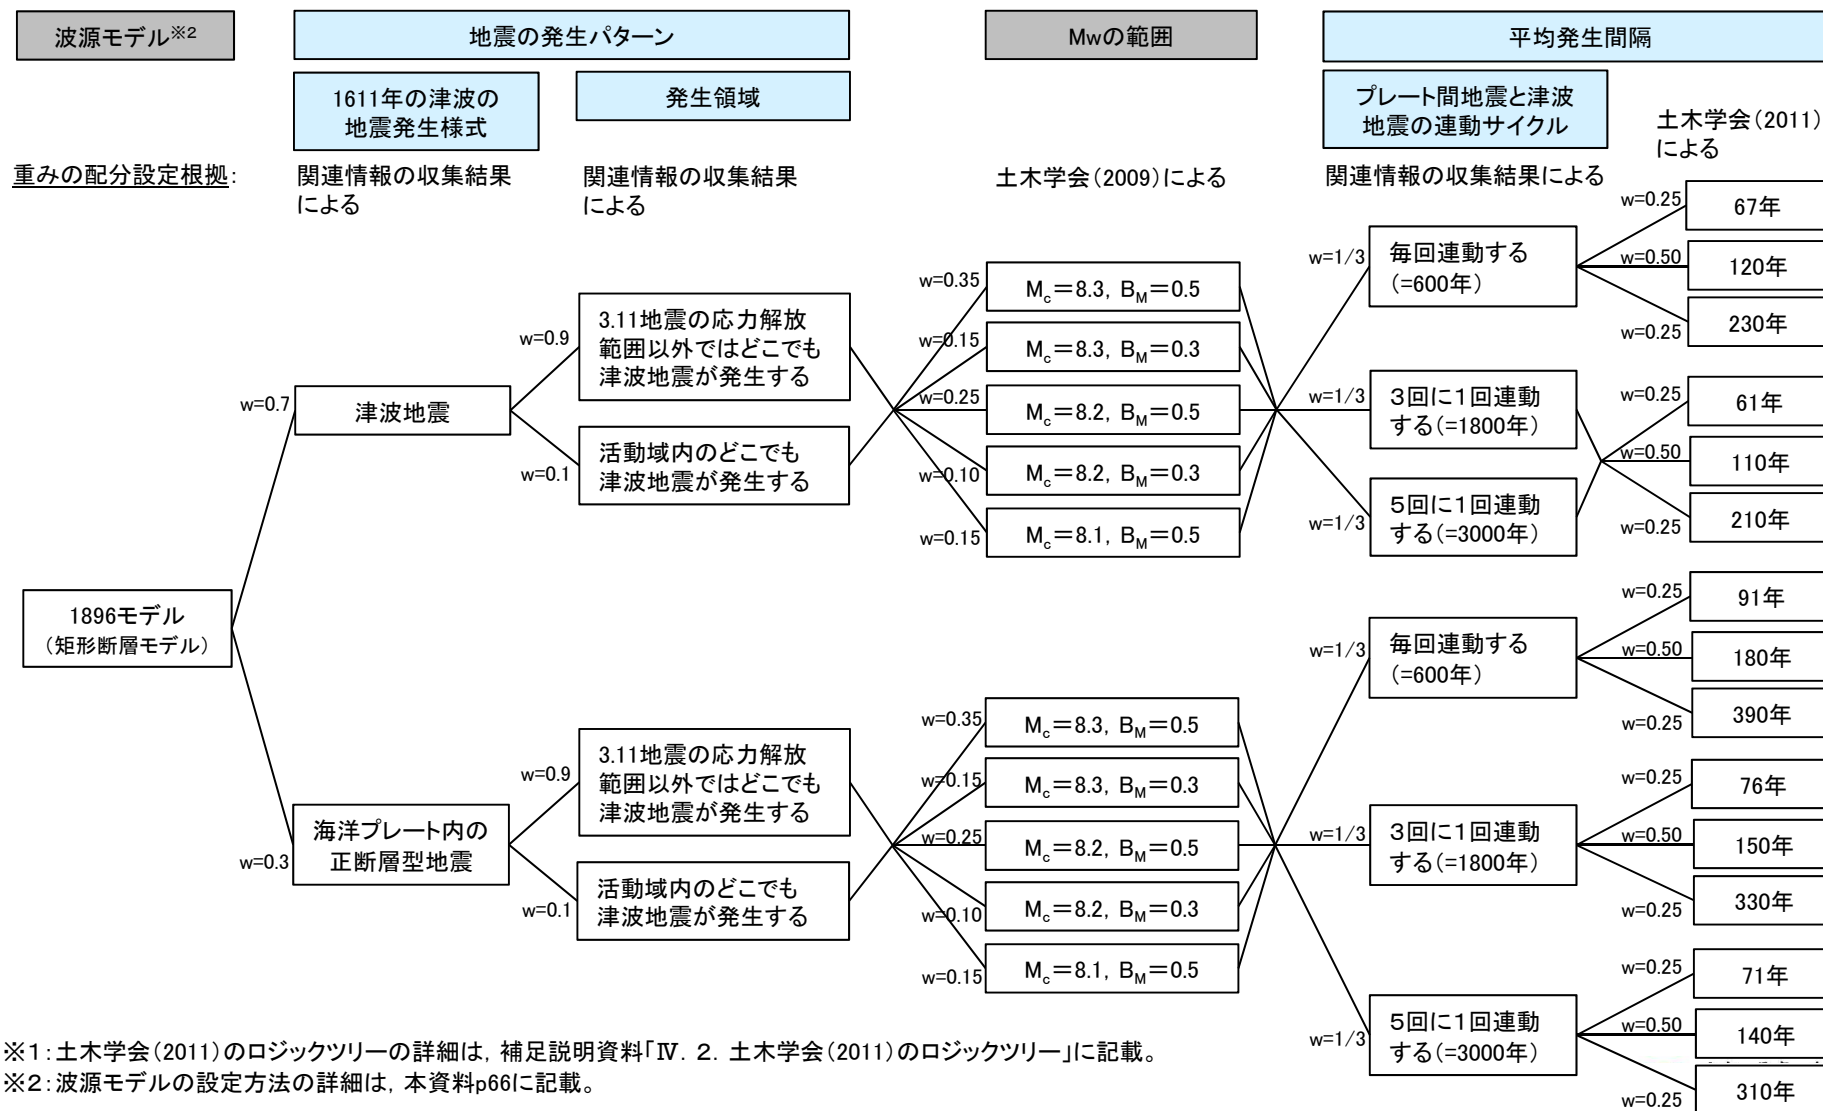 波源モデル※2
地震の発生パターン
Mwの範囲
平均発生間隔
1611年の津波の
地震発生様式
発生領域
プレート間地震と津波
地震の連動サイクル
土木学会(2011)
による
重みの配分設定根拠:
関連情報の収集結果
による
関連情報の収集結果
による
土木学会(2009)による
関連情報の収集結果による
1896モデル
(矩形断層モデル)
w=0.7
津波地震
w=0.9
3.11地震の応力解放
範囲以外ではどこでも
津波地震が発生する
w=0.1
活動域内のどこでも
津波地震が発生する
w=0.35
Mc=8.3, BM=0.5
w=0.15
Mc=8.3, BM=0.3
w=0.25
Mc=8.2, BM=0.5
w=0.10
Mc=8.2, BM=0.3
w=0.15
Mc=8.1, BM=0.5
w=1/3
毎回連動する
(=600年)
w=0.25
67年
w=0.50
120年
w=0.25
230年
w=1/3
3回に1回連動
する(=1800年)
w=1/3
5回に1回連動
する(=3000年)
w=0.25
61年
w=0.50
110年
w=0.25
210年
w=0.3
海洋プレート内の
正断層型地震
w=0.9
3.11地震の応力解放
範囲以外ではどこでも
津波地震が発生する
w=0.1
活動域内のどこでも
津波地震が発生する
w=0.35
Mc=8.3, BM=0.5
w=0.15
Mc=8.3, BM=0.3
w=0.25
Mc=8.2, BM=0.5
w=0.10
Mc=8.2, BM=0.3
w=0.15
Mc=8.1, BM=0.5
w=1/3
毎回連動する
(=600年)
w=0.25
91年
w=0.50
180年
w=0.25
390年
w=1/3
3回に1回連動
する(=1800年)
w=0.25
76年
w=0.50
150年
w=0.25
330年
w=1/3
5回に1回連動
する(=3000年)
w=0.25
71年
w=0.50
140年
w=0.25
310年
※1:土木学会(2011)のロジックツリーの詳細は, 補足説明資料「Ⅳ. 2. 土木学会(2011)のロジックツリー」に記載。
※2:波源モデルの設定方法の詳細は, 本資料p66に記載。